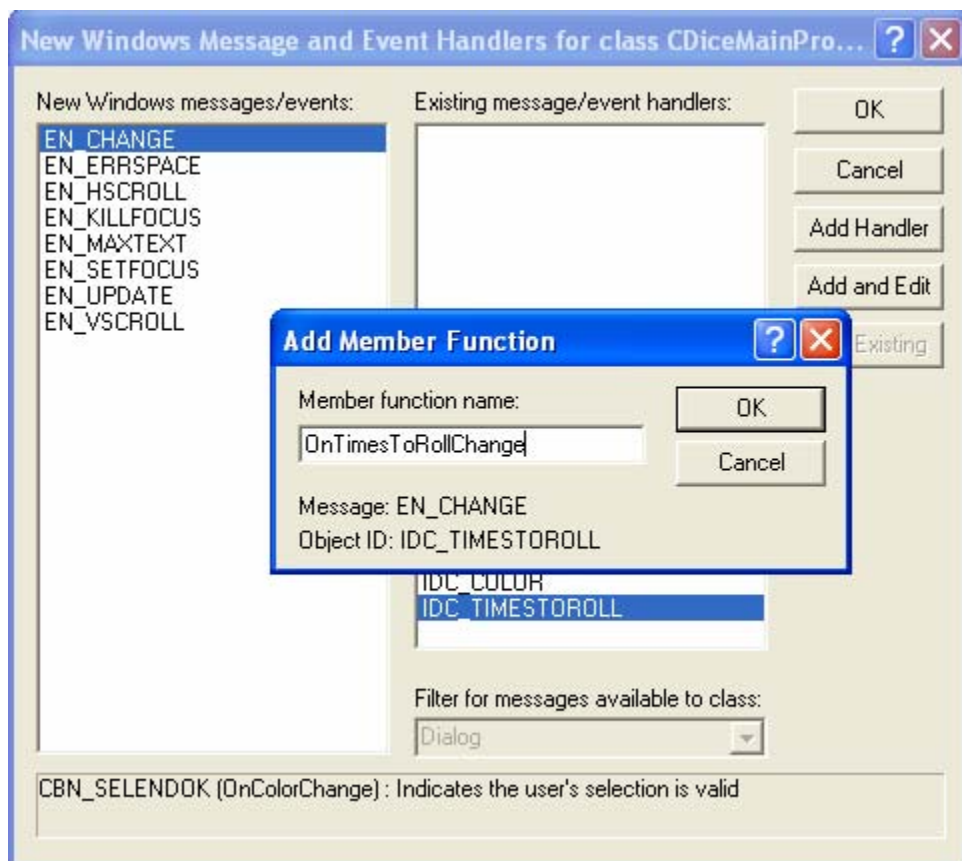 New Windows Message and Event Handlers for class CDiceMainPro...
New Windows messages/events:
EN_CHANGE
EN_ERRSPACE
EN_HSCROLL
EN_KILLFOCUS
EN_MAXTEXT
EN_SETFOCUS
EN_UPDATE
EN_VSCROLL
Existing message/event handlers:
OK
Cancel
Add Handler
Add and Edit
Existing
Add Member Function
Member function name:
OnTimesToRollChange
OK
Cancel
Message: EN_CHANGE
Object ID: IDC_TIMESTOROLL
IDC_COLOR
IDC_TIMESTOROLL
Filter for messages available to class:
Dialog
CBN_SELENDOK (OnColorChange) : Indicates the user's selection is valid